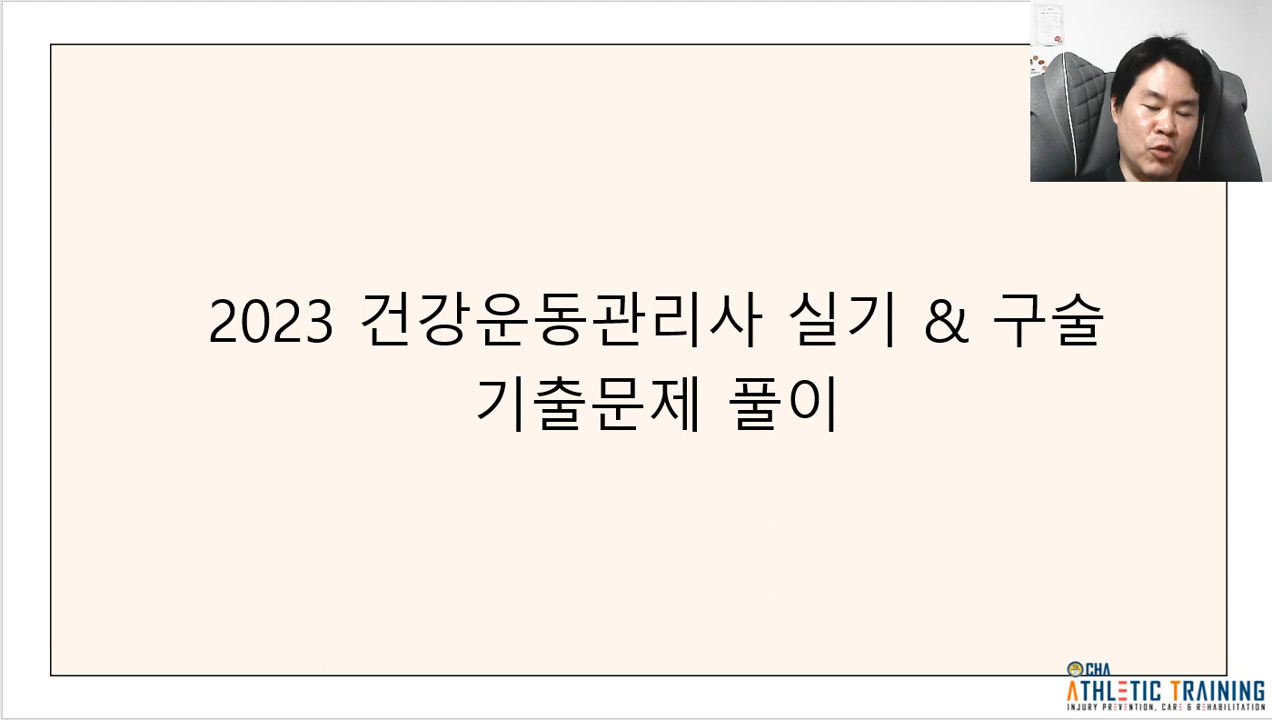 2023 건강운동관리사 실기 & 구술
기출문제 풀이
CHA
ATHLETIC TRAINING
INJURY PREVENTION, CARE & REHABILITATION